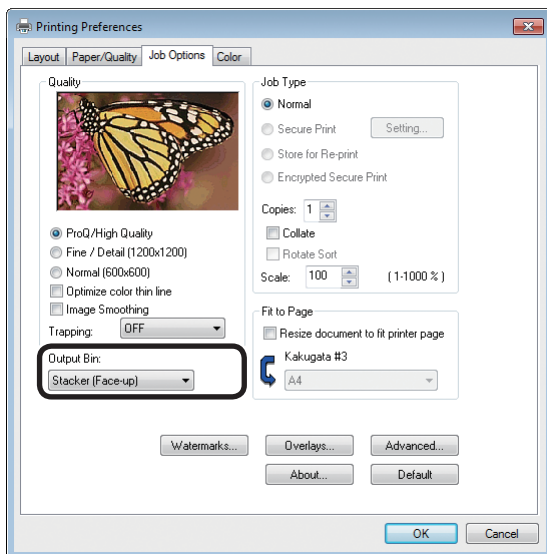 Printing Preferences
Layout Paper/Quality Job Options Color
Quality
ProQ/High Quality
Fine / Detail (1200x1200)
Normal (600x600)
Optimize color thin line
Image Smoothing
Trapping: OFF
Output Bin:
Stacker (Face-up)
Job Type
Normal
Secure Print Setting...
Store for Re-print
Encrypted Secure Print
Copies: 1
Collate
Rotate Sort
Scale: 100 (1-1000 %)
Fit to Page
Resize document to fit printer page
Kakugata #3
A4
Watermarks... Overlays... Advanced...
About... Default
OK Cancel